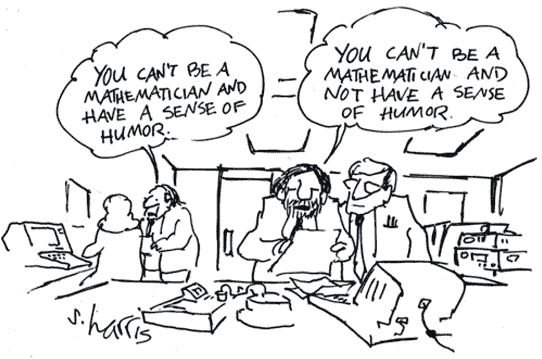 YOU CAN'T BE A
MATHEMATICIAN AND
HAVE A SENSE OF
HUMOR.
YOU CAN'T BE A
MATHEMATICIAN AND
NOT HAVE A SENSE
OF HUMOR.
s. harris